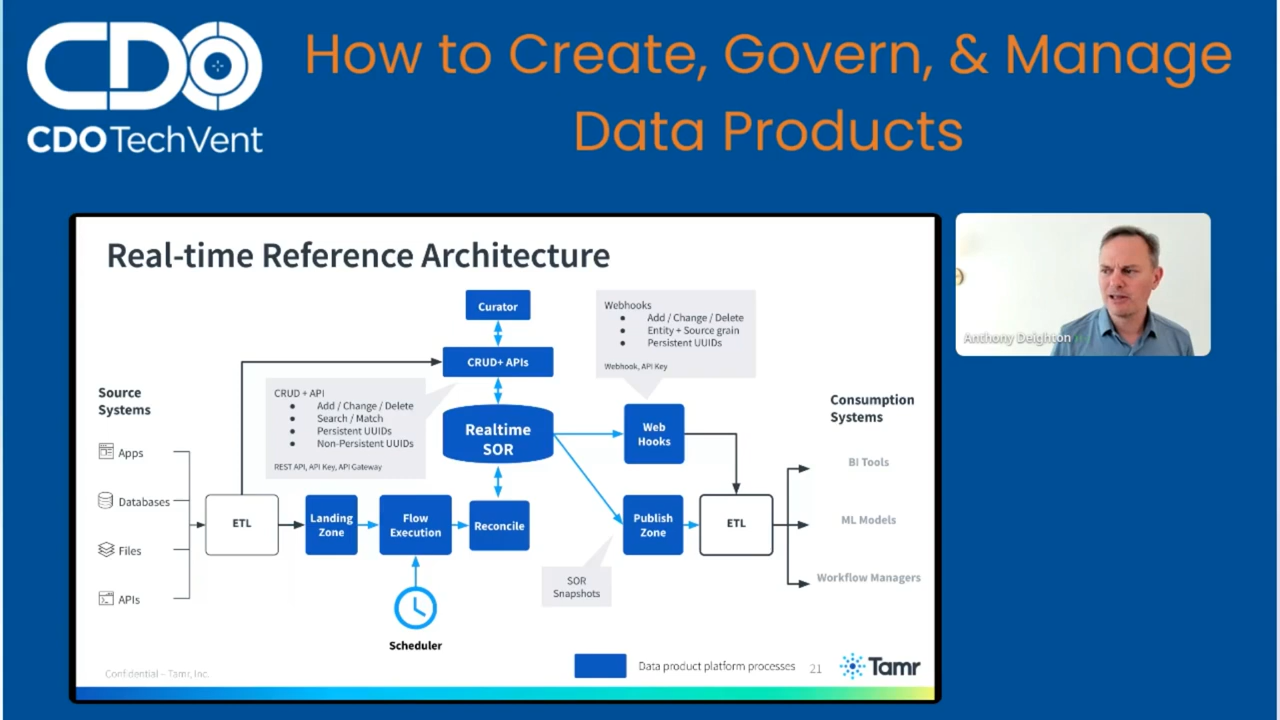 CDO
CDO TechVent
How to Create, Govern, & Manage
Data Products
Real-time Reference Architecture
Curator
CRUD+ APIs
Webhooks
● Add / Change / Delete
● Entity + Source grain
● Persistent UUIDs
Webhook, API Key
CRUD + API
● Add / Change / Delete
● Search / Match
● Persistent UUIDs
● Non-Persistent UUIDs
REST API, API Key, API Gateway
Source
Systems
Apps
Databases
Files
APIs
ETL
Landing
Zone
Flow
Execution
Reconcile
Realtime
SOR
Scheduler
Web
Hooks
Publish
Zone
SOR
Snapshots
ETL
Consumption
Systems
BI Tools
ML Models
Workflow Managers
Confidential – Tamr, Inc.
Data product platform processes
21
Tamr
Anthony Deighton